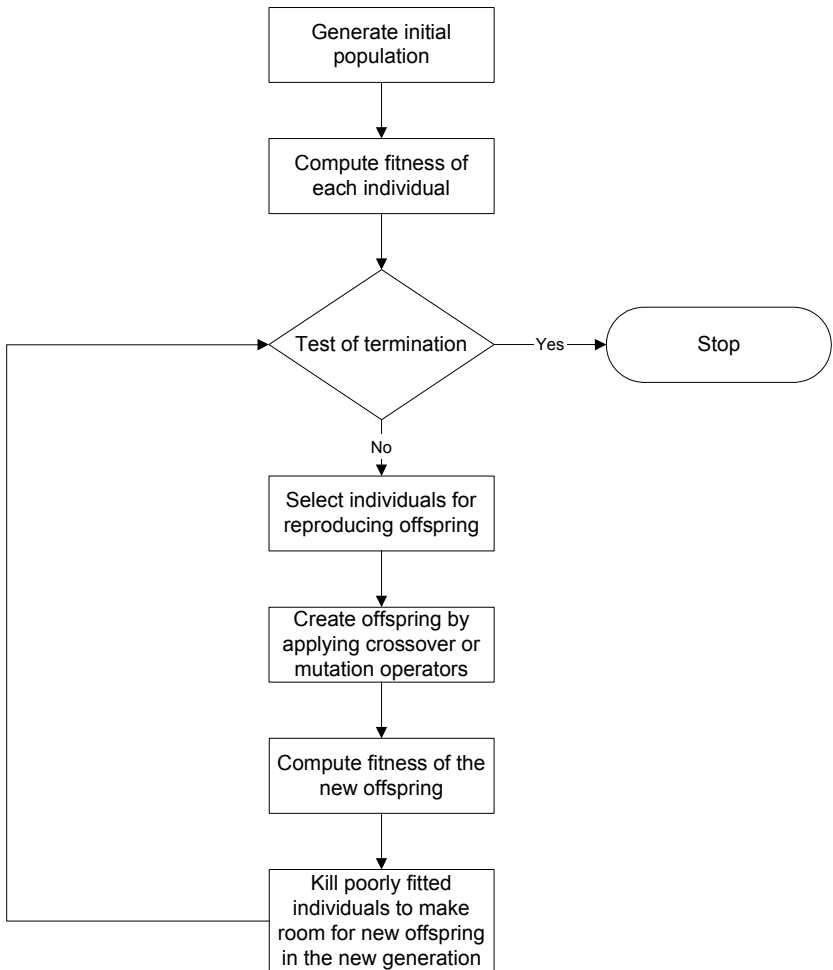 Generate initial
population
Compute fitness of
each individual
Test of termination
Yes
Stop
No
Select individuals for
reproducing offspring
Create offspring by
applying crossover or
mutation operators
Compute fitness of the
new offspring
Kill poorly fitted
individuals to make
room for new offspring
in the new generation